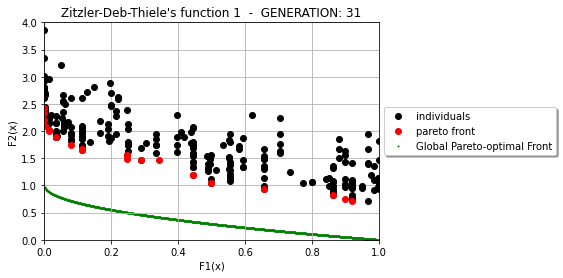 Zitzler-Deb-Thiele's function 1 - GENERATION: 31
4.0
3.5
3.0
2.5
2.0
1.5
1.0
0.5
0.0
F2(x)
0.0 0.2 0.4 0.6 0.8 1.0
F1(x)
individuals
pareto front
Global Pareto-optimal Front